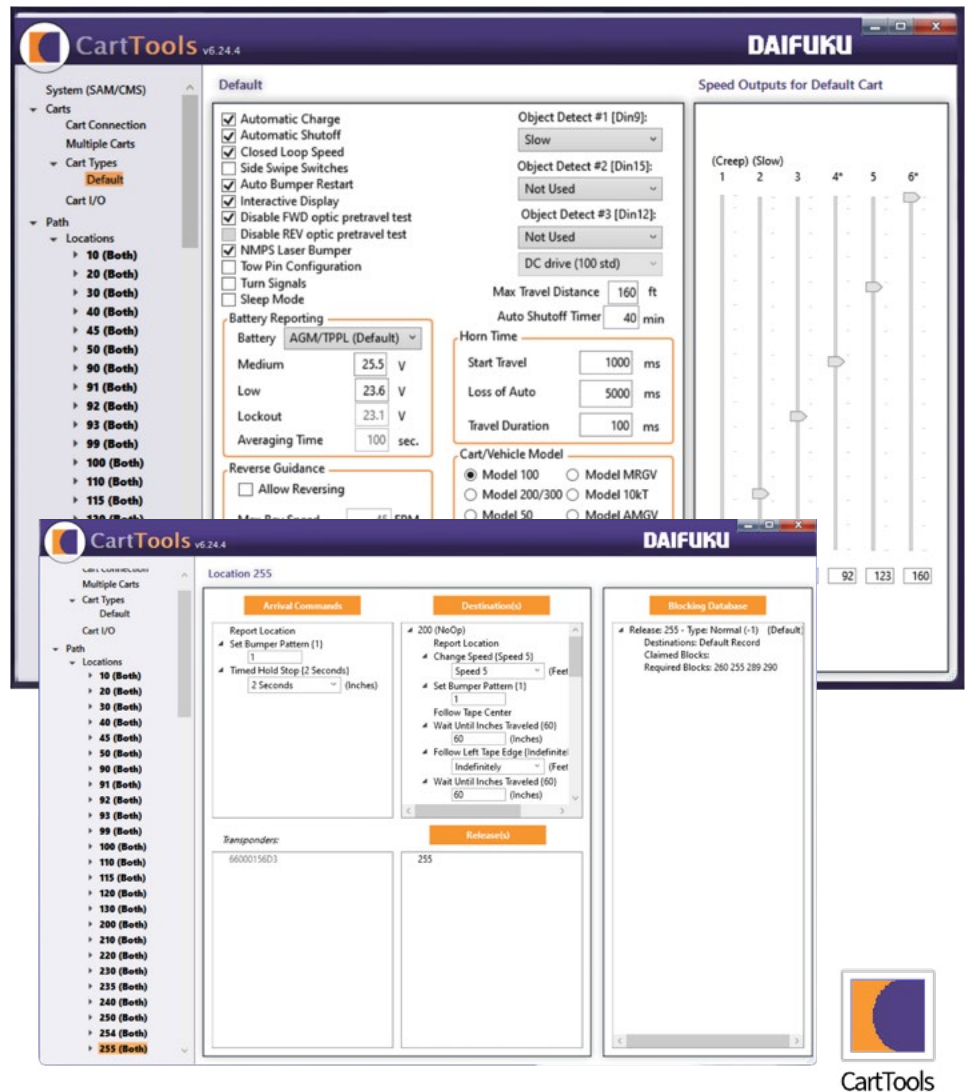 CartTools v6.24.4
DAIFUKU
System (SAM/CMS)
Carts
Cart Connection
Multiple Carts
Cart Types
Default
Cart I/O
Path
Locations
10 (Both)
20 (Both)
30 (Both)
40 (Both)
45 (Both)
50 (Both)
90 (Both)
91 (Both)
92 (Both)
93 (Both)
99 (Both)
100 (Both)
110 (Both)
115 (Both)
Default
Automatic Charge
Automatic Shutoff
Closed Loop Speed
Side Swipe Switches
Auto Bumper Restart
Interactive Display
Disable FWD optic pretravel test
Disable REV optic pretravel test
NMPS Laser Bumper
Tow Pin Configuration
Turn Signals
Sleep Mode
Battery Reporting
Battery AGM/TPPL (Default)
Medium 25.5 V
Low 23.6 V
Lockout 23.1 V
Averaging Time 100 sec.
Reverse Guidance
Allow Reversing
Object Detect #1 [Din9]:
Slow
Object Detect #2 [Din15]:
Not Used
Object Detect #3 [Din12]:
Not Used
DC drive (100 std)
Max Travel Distance 160 ft
Auto Shutoff Timer 40 min
Horn Time
Start Travel 1000 ms
Loss of Auto 5000 ms
Travel Duration 100 ms
Cart/Vehicle Model
Model 100 Model MRGV
Model 200/300 Model 10kT
Model 50 Model AMGV
Speed Outputs for Default Cart
(Creep) (Slow)
1 2 3 4* 5 6*
92 123 160
CartTools v6.24.4
DAIFUKU
Multiple Carts
Cart Types
Default
Cart I/O
Path
Locations
10 (Both)
20 (Both)
30 (Both)
40 (Both)
45 (Both)
50 (Both)
90 (Both)
91 (Both)
92 (Both)
93 (Both)
99 (Both)
100 (Both)
110 (Both)
115 (Both)
120 (Both)
130 (Both)
200 (Both)
210 (Both)
220 (Both)
230 (Both)
235 (Both)
240 (Both)
250 (Both)
254 (Both)
255 (Both)
Location 255
Arrival Commands
Report Location
Set Bumper Pattern {1}
1
Timed Hold Stop {2 Seconds}
2 Seconds (Inches)
Transponders:
66000156D3
Destination(s)
200 (NoOp)
Report Location
Change Speed {Speed 5}
Speed 5 (Feet
Set Bumper Pattern {1}
1
Follow Tape Center
Wait Until Inches Traveled {60}
60 (Inches)
Follow Left Tape Edge {Indefinitel
Indefinitely (Feet
Wait Until Inches Traveled {60}
60 (Inches)
Release(s)
255
Blocking Database
Release: 255 - Type: Normal (-1) (Default)
Destinations: Default Record
Claimed Blocks:
Required Blocks: 260 255 289 290
CartTools